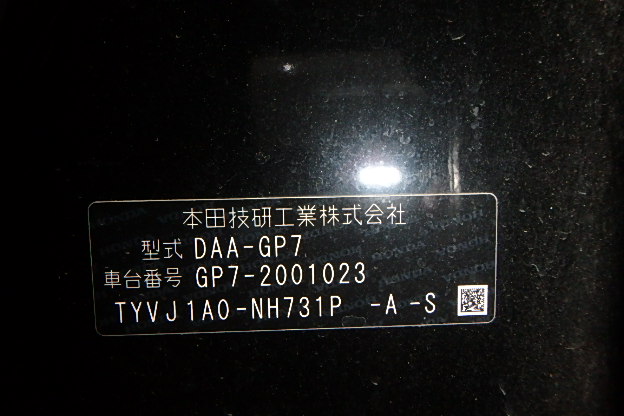 本田技研工業株式会社
型式 DAA-GP7
車台番号 GP7-2001023
TYVJ1A0-NH731P -A -S